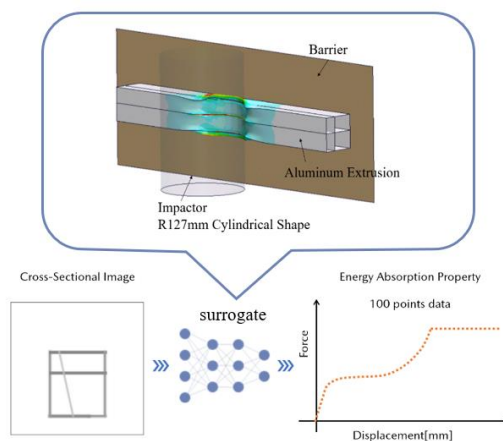 Barrier
Aluminum Extrusion
Impactor
R127mm Cylindrical Shape
Cross-Sectional Image
surrogate
Energy Absorption Property
100 points data
Force
Displacement[mm]